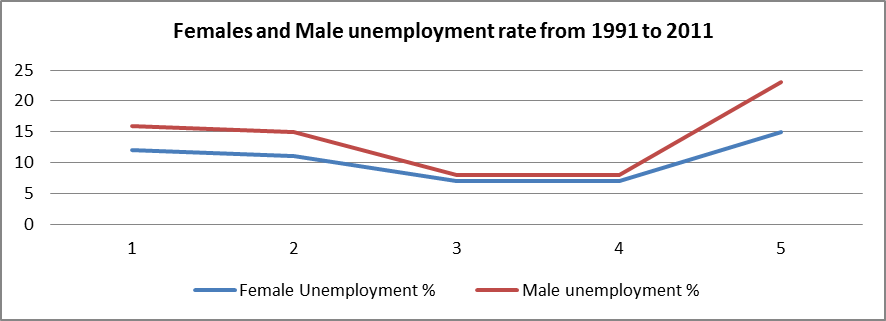 Females and Male unemployment rate from 1991 to 2011
25
20
15
10
5
0
1 2 3 4 5
Female Unemployment % Male unemployment %